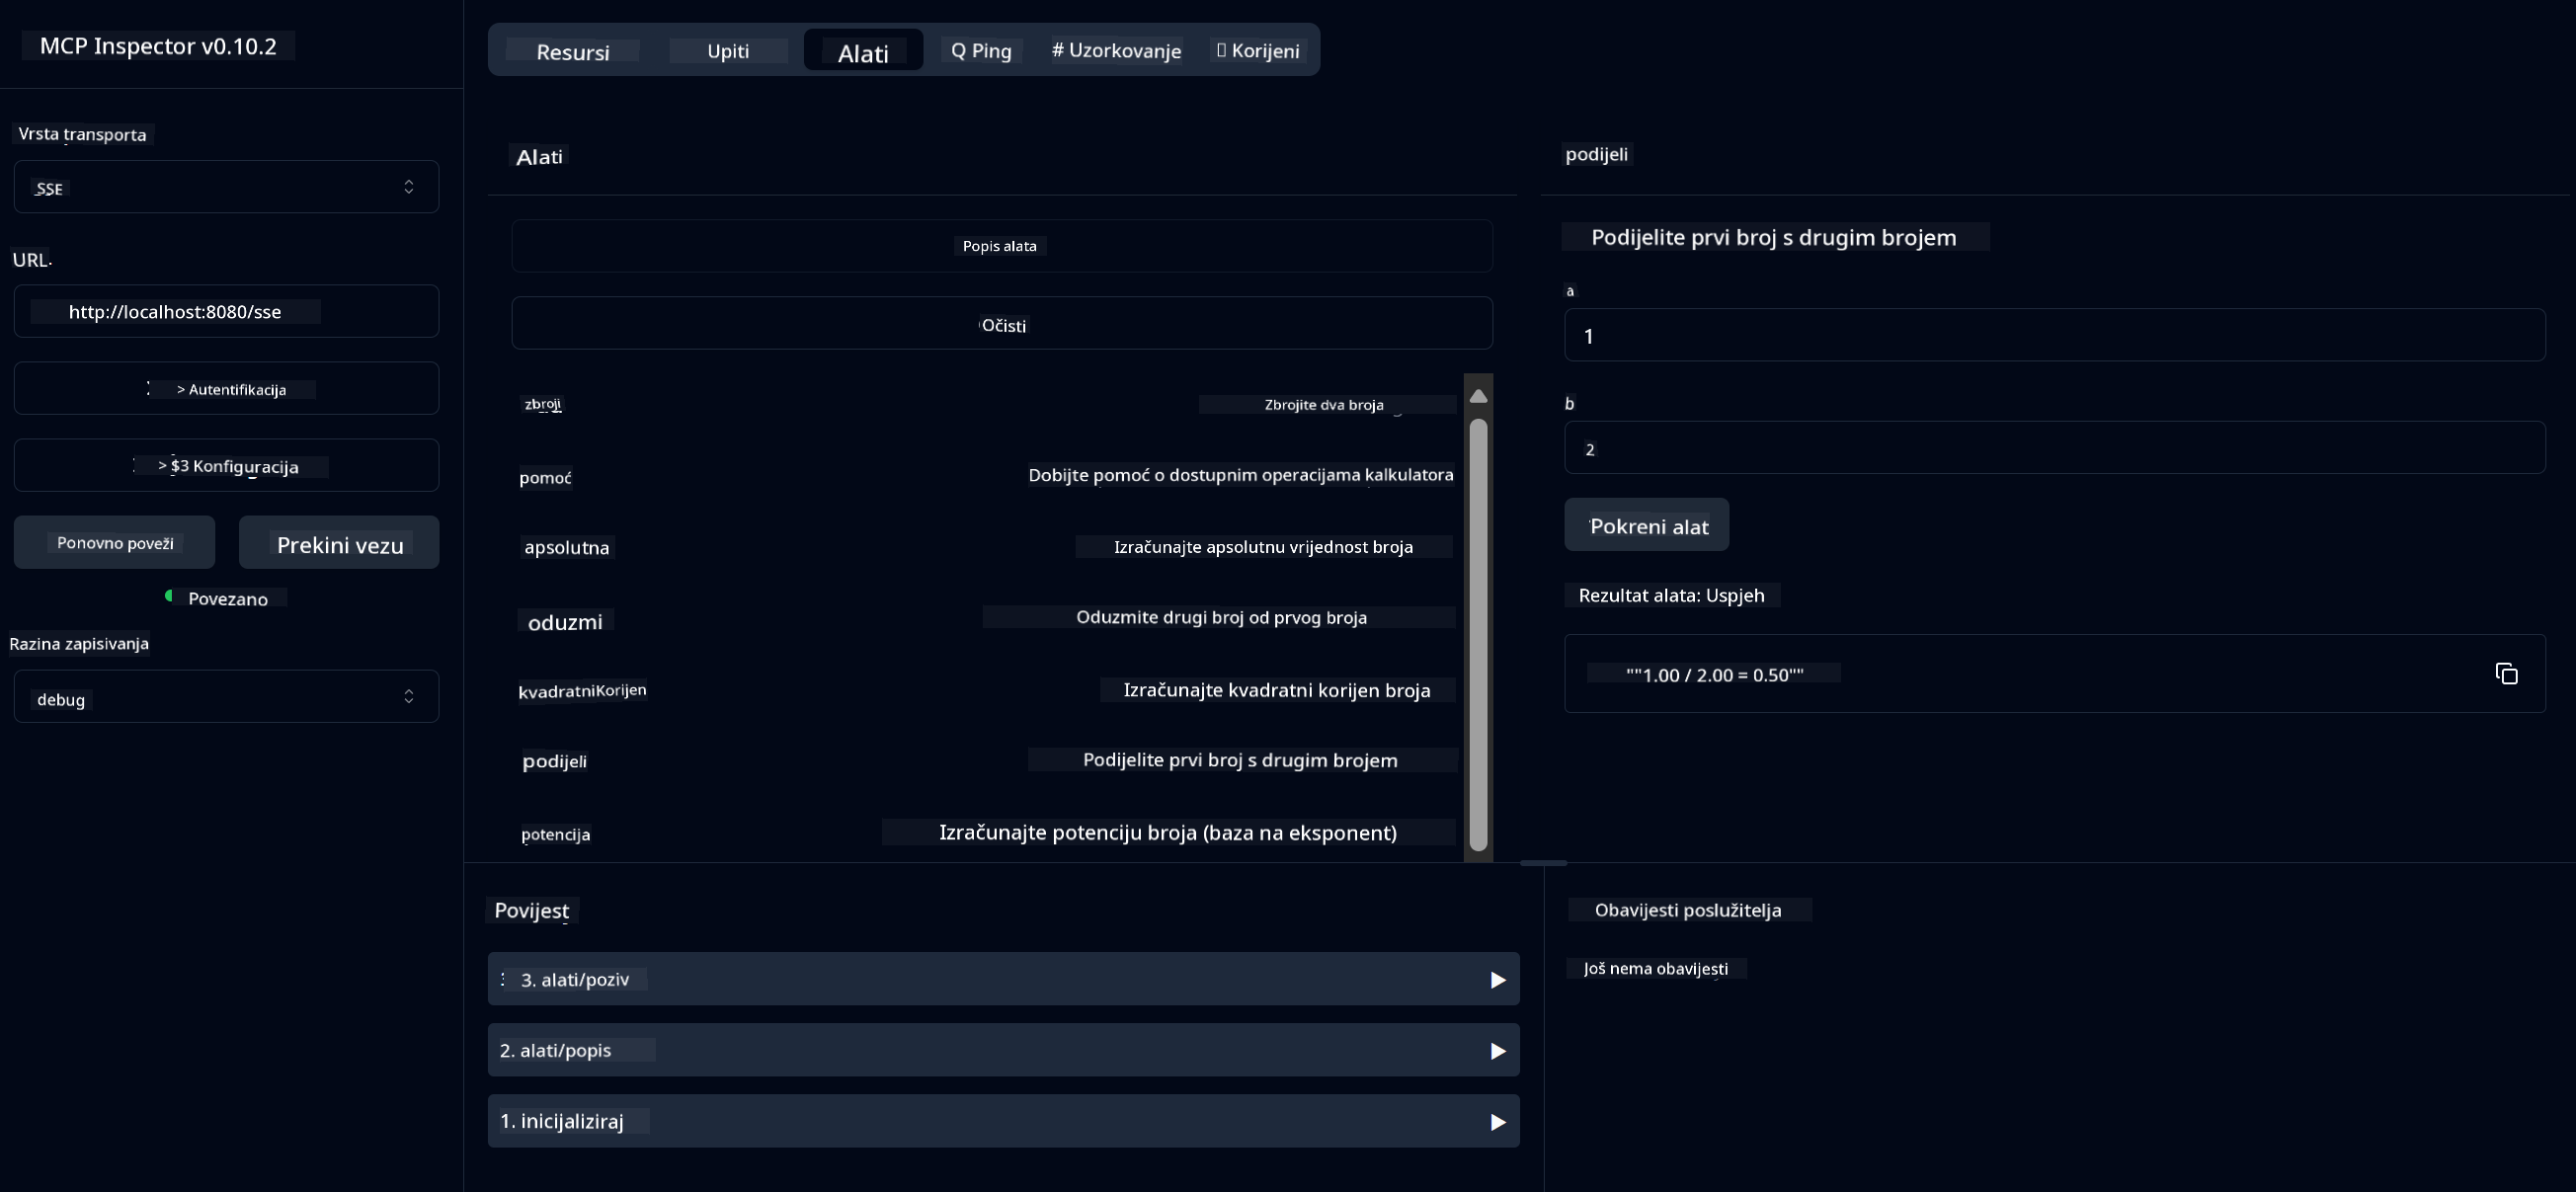 MCP Inspector v0.10.2
Vrsta transporta
SSE
URL
http://localhost:8080/sse
> Autentifikacija
> $3 Konfiguracija
Ponovno poveži
Prekini vezu
Povezano
Razina zapisivanja
debug
Resursi
Upiti
Alati
Q Ping
# Uzorkovanje
Korijeni
Alati
Popis alata
Očisti
zbroji
Zbrojite dva broja
pomoć
Dobijte pomoć o dostupnim operacijama kalkulatora
apsolutna
Izračunajte apsolutnu vrijednost broja
oduzmi
Oduzmite drugi broj od prvog broja
kvadratniKorijen
Izračunajte kvadratni korijen broja
podijeli
Podijelite prvi broj s drugim brojem
potencija
Izračunajte potenciju broja (baza na eksponent)
podijeli
Podijelite prvi broj s drugim brojem
a
1
b
2
Pokreni alat
Rezultat alata: Uspjeh
""1.00 / 2.00 = 0.50""
Povijest
3. alati/poziv
2. alati/popis
1. inicijaliziraj
Obavijesti poslužitelja
Još nema obavijesti